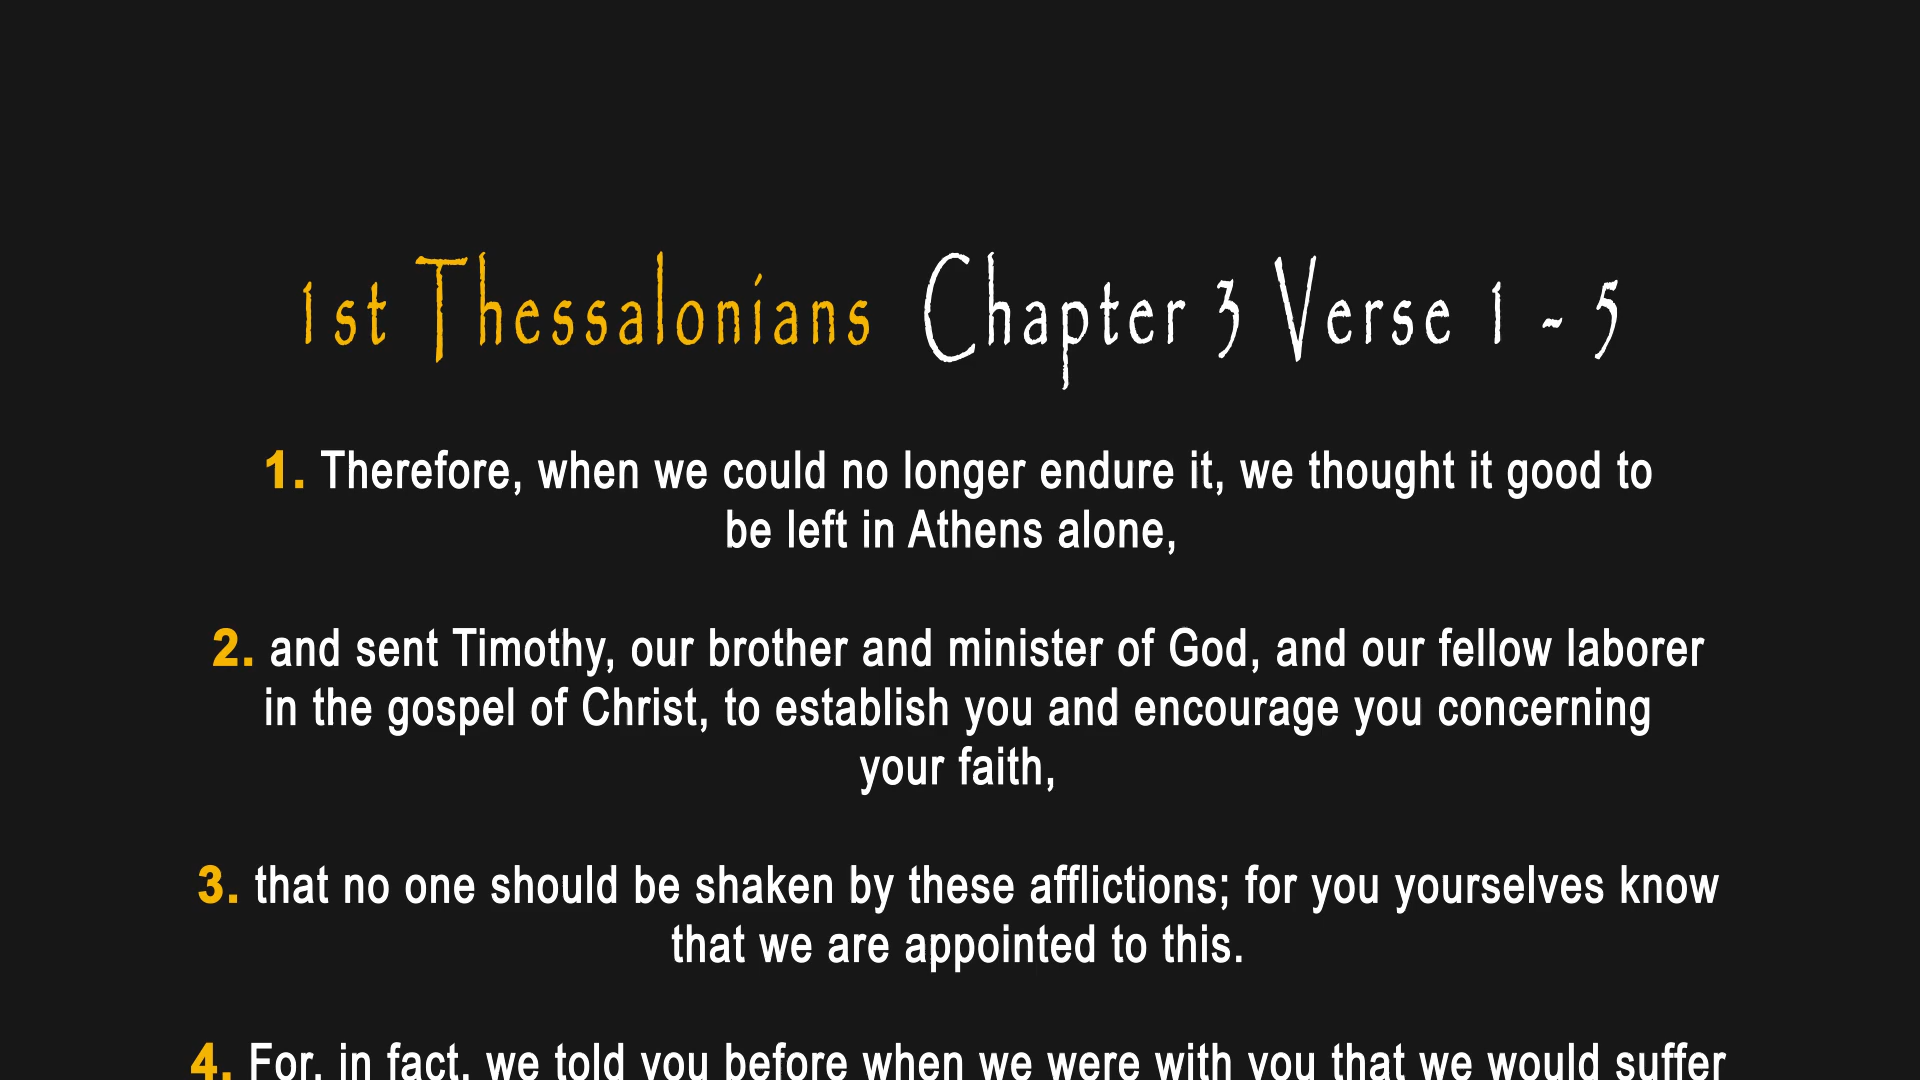 1st Thessalonians Chapter 3 Verse 1 - 5
1. Therefore, when we could no longer endure it, we thought it good to
be left in Athens alone,
2. and sent Timothy, our brother and minister of God, and our fellow laborer
in the gospel of Christ, to establish you and encourage you concerning
your faith,
3. that no one should be shaken by these afflictions; for you yourselves know
that we are appointed to this.
4. For, in fact, we told you before when we were with you that we would suffer